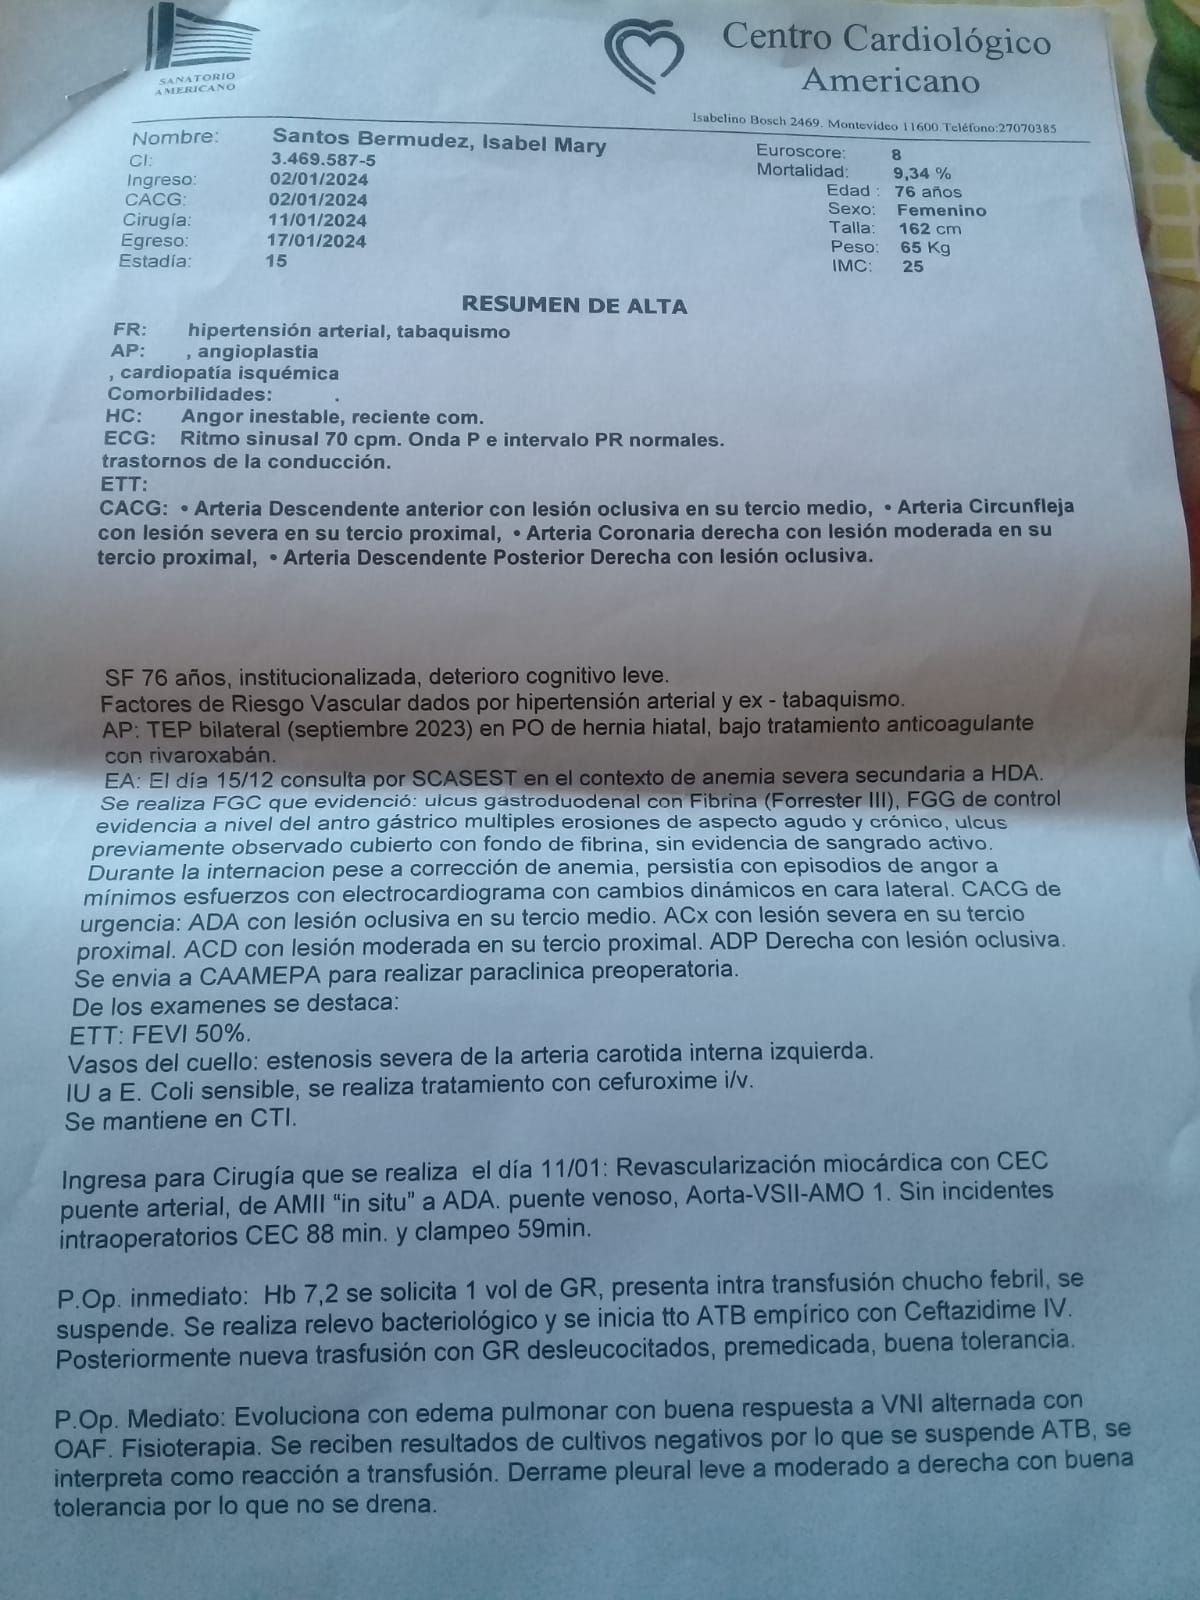 SANATORIO
AMERICANO
Centro Cardiológico
Americano
Isabelino Bosch 2469. Montevideo 11600.Teléfono:27070385
Nombre: Santos Bermudez, Isabel Mary
CI: 3.469.587-5
Ingreso: 02/01/2024
CACG: 02/01/2024
Cirugía: 11/01/2024
Egreso: 17/01/2024
Estadía: 15
Euroscore: 8
Mortalidad: 9,34 %
Edad : 76 años
Sexo: Femenino
Talla: 162 cm
Peso: 65 Kg
IMC: 25
RESUMEN DE ALTA
FR: hipertensión arterial, tabaquismo
AP: , angioplastia
, cardiopatía isquémica
Comorbilidades: .
HC: Angor inestable, reciente com.
ECG: Ritmo sinusal 70 cpm. Onda P e intervalo PR normales.
trastornos de la conducción.
ETT:
CACG: • Arteria Descendente anterior con lesión oclusiva en su tercio medio, • Arteria Circunfleja
con lesión severa en su tercio proximal, • Arteria Coronaria derecha con lesión moderada en su
tercio proximal, • Arteria Descendente Posterior Derecha con lesión oclusiva.
SF 76 años, institucionalizada, deterioro cognitivo leve.
Factores de Riesgo Vascular dados por hipertensión arterial y ex - tabaquismo.
AP: TEP bilateral (septiembre 2023) en PO de hernia hiatal, bajo tratamiento anticoagulante
con rivaroxabán.
EA: El día 15/12 consulta por SCASEST en el contexto de anemia severa secundaria a HDA.
Se realiza FGC que evidenció: ulcus gastroduodenal con Fibrina (Forrester III), FGG de control
evidencia a nivel del antro gástrico multiples erosiones de aspecto agudo y crónico, ulcus
previamente observado cubierto con fondo de fibrina, sin evidencia de sangrado activo.
Durante la internacion pese a corrección de anemia, persistía con episodios de angor a
mínimos esfuerzos con electrocardiograma con cambios dinámicos en cara lateral. CACG de
urgencia: ADA con lesión oclusiva en su tercio medio. ACx con lesión severa en su tercio
proximal. ACD con lesión moderada en su tercio proximal. ADP Derecha con lesión oclusiva.
Se envia a CAAMEPA para realizar paraclinica preoperatoria.
De los examenes se destaca:
ETT: FEVI 50%.
Vasos del cuello: estenosis severa de la arteria carotida interna izquierda.
IU a E. Coli sensible, se realiza tratamiento con cefuroxime i/v.
Se mantiene en CTI.
Ingresa para Cirugía que se realiza el día 11/01: Revascularización miocárdica con CEC
puente arterial, de AMII “in situ” a ADA. puente venoso, Aorta-VSII-AMO 1. Sin incidentes
intraoperatorios CEC 88 min. y clampeo 59min.
P.Op. inmediato: Hb 7,2 se solicita 1 vol de GR, presenta intra transfusión chucho febril, se
suspende. Se realiza relevo bacteriológico y se inicia tto ATB empírico con Ceftazidime IV.
Posteriormente nueva trasfusión con GR desleucocitados, premedicada, buena tolerancia.
P.Op. Mediato: Evoluciona con edema pulmonar con buena respuesta a VNI alternada con
OAF. Fisioterapia. Se reciben resultados de cultivos negativos por lo que se suspende ATB, se
interpreta como reacción a transfusión. Derrame pleural leve a moderado a derecha con buena
tolerancia por lo que no se drena.